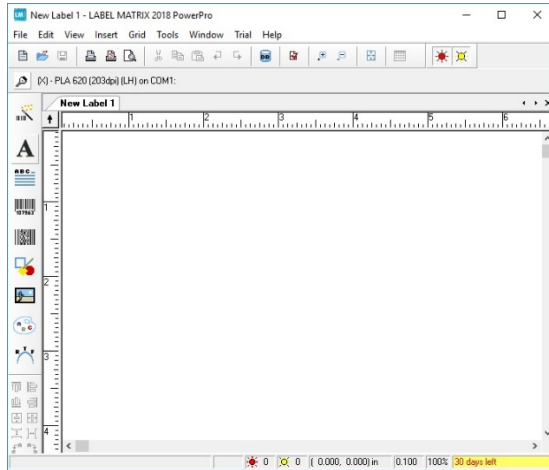 LM New Label 1 - LABEL MATRIX 2018 PowerPro
File Edit View Insert Grid Tools Window Trial Help
(X) - PLA 620 (203dpi) (LH) on COM1:
New Label 1
1 2 3 4 5 6
A
ABC
1
2
3
4
0 0 ( 0.000, 0.000) in 0.100 100% 30 days left